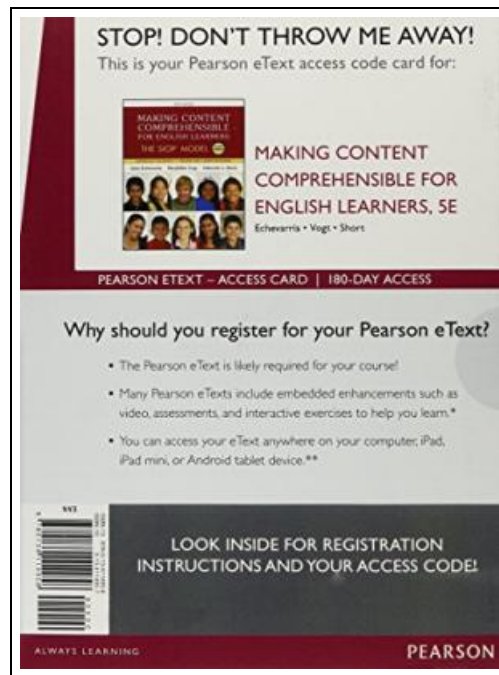 STOP! DON'T THROW ME AWAY!
This is your Pearson eText access code card for:
MAKING CONTENT
COMPREHENSIBLE
FOR ENGLISH LEARNERS
THE SIOP MODEL
MAKING CONTENT
COMPREHENSIBLE FOR
ENGLISH LEARNERS, 5E
Echevarria • Vogt • Short
PEARSON ETEXT – ACCESS CARD | 180-DAY ACCESS
Why should you register for your Pearson eText?
• The Pearson eText is likely required for your course!
• Many Pearson eTexts include embedded enhancements such as
video, assessments, and interactive exercises to help you learn.*
• You can access your eText anywhere on your computer, iPad,
iPad mini, or Android tablet device.**
LOOK INSIDE FOR REGISTRATION
INSTRUCTIONS AND YOUR ACCESS CODE!
ALWAYS LEARNING
PEARSON